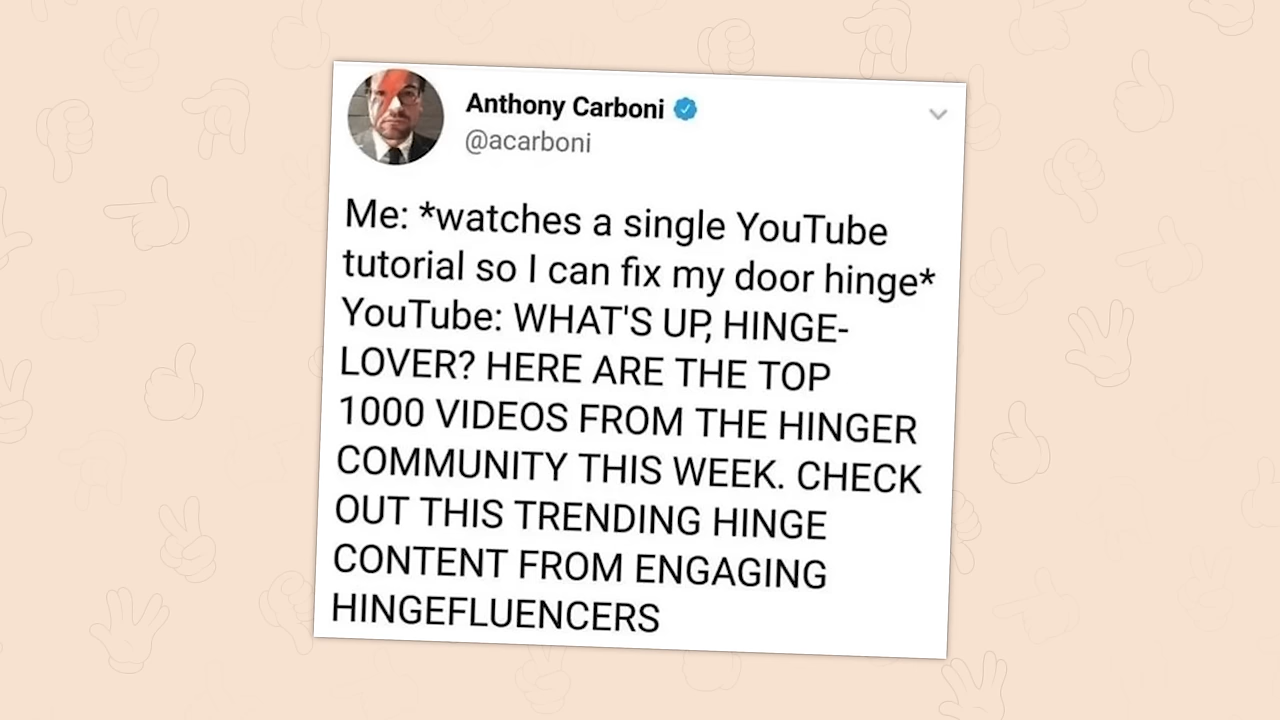 Anthony Carboni
@acarboni
Me: *watches a single YouTube
tutorial so I can fix my door hinge*
YouTube: WHAT'S UP, HINGE-
LOVER? HERE ARE THE TOP
1000 VIDEOS FROM THE HINGER
COMMUNITY THIS WEEK. CHECK
OUT THIS TRENDING HINGE
CONTENT FROM ENGAGING
HINGEFLUENCERS